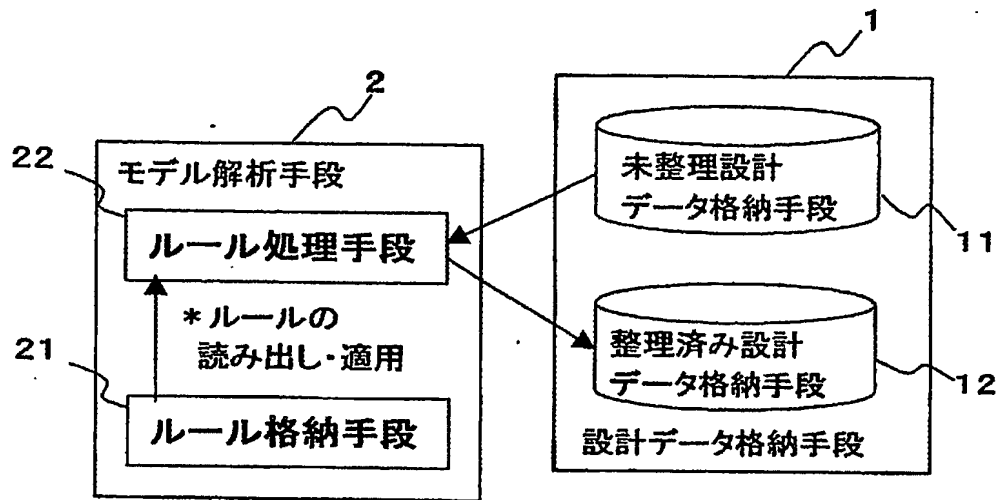 1
2
22
モデル解析手段
ルール処理手段
*ルールの
読み出し・適用
21
ルール格納手段
未整理設計
データ格納手段
11
整理済み設計
データ格納手段
12
設計データ格納手段